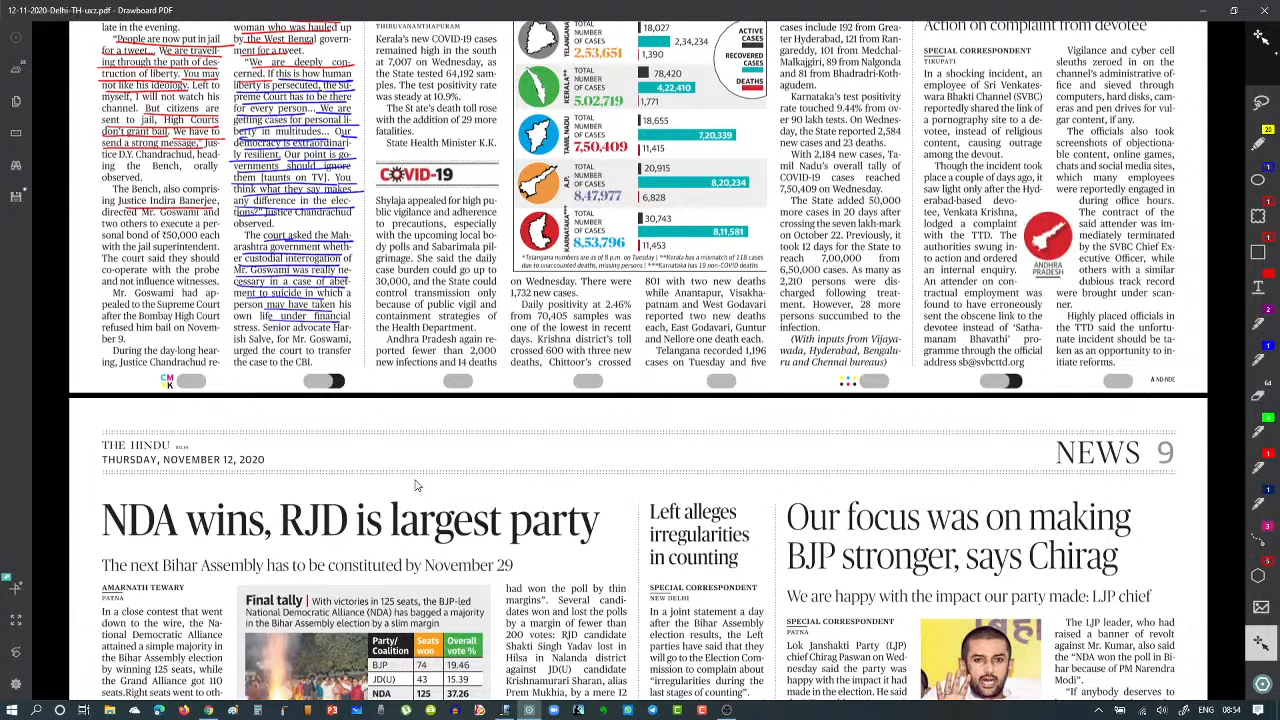 12-11-2020-Delhi-TH-uz.pdf - Drawboard PDF
late in the evening.
"People are now put in jail
for a tweet... We are travell-
ing through the path of des-
truction of liberty. You may
not like his ideology. Left to
myself, I will not watch his
channel. But citizens are
sent to jail, High Courts
don't grant bail. We have to
send a strong message," Jus-
tice D.Y. Chandrachud, head-
ing the Bench, orally
observed.
The Bench, also compris-
ing Justice Indira Banerjee,
directed Mr. Goswami and
two others to execute a per-
sonal bond of ₹50,000 each
with the jail superintendent.
The court said they should
co-operate with the probe
and not influence witnesses.
Mr. Goswami had ap-
pealed to the Supreme Court
after the Bombay High Court
refused him bail on Novem-
ber 9.
During the day-long hear-
ing, Justice Chandrachud re-
woman who was hauled up
by the West Bengal govern-
ment for a tweet.
"We are deeply con-
cerned. If this is how human
liberty is persecuted, the Su-
preme Court has to be there
for every person... We are
getting cases for personal li-
berty in multitudes... Our
democracy is extraordinari-
ly resilient. Our point is go-
vernments should ignore
them [taunts on TV]. You
think what they say makes
any difference in the elec-
tions?" Justice Chandrachud
observed.
The court asked the Mah-
arashtra government wheth-
er custodial interrogation of
Mr. Goswami was really ne-
cessary in a case of abet-
ment to suicide in which a
person may have taken his
own life under financial
stress. Senior advocate Har-
ish Salve, for Mr. Goswami,
urged the court to transfer
the case to the CBI.
THIRUVANANTHAPURAM
Kerala's new COVID-19 cases
remained high in the south
at 7,007 on Wednesday, as
the State tested 64,192 sam-
ples. The test positivity rate
was steady at 10.9%.
The State's death toll rose
with the addition of 29 more
fatalities.
State Health Minister K.K.
COVID-19
Shylaja appealed for high pu-
blic vigilance and adherence
to precautions, especially
with the upcoming local bo-
dy polls and Sabarimala pil-
grimage. She said the daily
case burden could go up to
30,000, and the State could
control transmission only
because of public vigil and
containment strategies of
the Health Department.
Andhra Pradesh again re-
ported fewer than 2,000
new infections and 14 deaths
TELANGANA
TOTAL
NUMBER
OF CASES
2,53,651
18,027
2,34,234
1,390
KERALA**
TOTAL
NUMBER
OF CASES
5,02,719
78,420
4,22,410
1,771
TAMIL NADU
TOTAL
NUMBER
OF CASES
7,50,409
18,655
7,20,339
11,415
A.P.
TOTAL
NUMBER
OF CASES
8,47,977
20,915
8,20,234
6,828
KARNATAKA***
TOTAL
NUMBER
OF CASES
8,53,796
30,743
8,11,581
11,453
ACTIVE
CASES
RECOVERED
CASES
DEATHS
*Telangana numbers are as of 8 p.m. on Tuesday | **Kerala has a mismatch of 118 cases
due to unaccounted deaths, missing persons | ***Karnataka has 19 non-COVID deaths
on Wednesday. There were
1,732 new cases.
Daily positivity at 2.46%
from 70,405 samples was
one of the lowest in recent
days. Krishna district's toll
crossed 600 with three new
deaths, Chittoor's crossed
801 with two new deaths
while Anantapur, Visakha-
patnam and West Godavari
reported two new deaths
each, East Godavari, Guntur
and Nellore one death each.
Telangana recorded 1,196
cases on Tuesday and five
cases include 192 from Grea-
ter Hyderabad, 121 from Ran-
gareddy, 101 from Medchal-
Malkajgiri, 89 from Nalgonda
and 81 from Bhadradri-Koth-
agudem.
Karnataka's test positivity
rate touched 9.44% from ov-
er 90 lakh tests. On Wednes-
day, the State reported 2,584
new cases and 23 deaths.
With 2,184 new cases, Ta-
mil Nadu's overall tally of
COVID-19 cases reached
7,50,409 on Wednesday.
The State added 50,000
more cases in 20 days after
crossing the seven lakh-mark
on October 22. Previously, it
took 12 days for the State to
reach 7,00,000 from
6,50,000 cases. As many as
2,210 persons were dis-
charged following treat-
ment. However, 28 more
persons succumbed to the
infection.
(With inputs from Vijaya-
wada, Hyderabad, Bengalu-
ru and Chennai bureaus)
Action on complaint from devotee
SPECIAL CORRESPONDENT
TIRUPATI
In a shocking incident, an
employee of Sri Venkates-
wara Bhakti Channel (SVBC)
reportedly shared the link of
a pornography site to a de-
votee, instead of religious
content, causing outrage
among the devout.
Though the incident took
place a couple of days ago, it
saw light only after the Hyd-
erabad-based devo-
tee, Venkata Krishna,
lodged a complaint
with the TTD. The
authorities swung in-
to action and ordered
an internal enquiry.
An attender on con-
tractual employment was
found to have erroneously
sent the obscene link to the
devotee instead of 'Satha-
manam Bhavathi' pro-
gramme through the official
address sb@svbcttd.org
ANDHRA
PRADESH
Vigilance and cyber cell
sleuths zeroed in on the
channel's administrative of-
fice and sieved through
computers, hard disks, cam-
eras and pen drives for vul-
gar content, if any.
The officials also took
screenshots of objectiona-
ble content, online games,
chats and social media sites,
which many employees
were reportedly engaged in
during office hours.
The contract of the
said attender was im-
mediately terminated
by the SVBC Chief Ex-
ecutive Officer, while
others with a similar
dubious track record
were brought under scan-
ner.
Highly placed officials in
the TTD said the unfortu-
nate incident should be ta-
ken as an opportunity to in-
itiate reforms.
CM
YK
A ND-NDE
THE HINDU DELHI
THURSDAY, NOVEMBER 12, 2020
NEWS 9
NDA wins, RJD is largest party
The next Bihar Assembly has to be constituted by November 29
AMARNATH TEWARY
PATNA
In a close contest that went
down to the wire, the Na-
tional Democratic Alliance
attained a simple majority in
the Bihar Assembly election
by winning 125 seats, while
the Grand Alliance got 110
seats.Right seats went to oth-
Final tally | With victories in 125 seats, the BJP-led
National Democratic Alliance (NDA) has bagged a majority
in the Bihar Assembly election by a slim margin
Party/ Coalition Seats won Overall vote %
BJP 74 19.46
JD(U) 43 15.39
NDA 125 37.26
had won the poll by thin
margins". Several candi-
dates won and lost the polls
by a margin of fewer than
200 votes: RJD candidate
Shakti Singh Yadav lost in
Hilsa in Nalanda district
against JD(U) candidate
Krishnamurari Sharan, alias
Prem Mukhia, by a mere 12
Left alleges
irregularities
in counting
SPECIAL CORRESPONDENT
NEW DELHI
In a joint statement a day
after the Bihar Assembly
election results, the Left
parties have said that they
will go to the Election Com-
mission to complain about
"irregularities during the
last stages of counting".
Our focus was on making
BJP stronger, says Chirag
We are happy with the impact our party made: LJP chief
SPECIAL CORRESPONDENT
PATNA
Lok Janshakti Party (LJP)
chief Chirag Paswan on Wed-
nesday said the party was
happy with the impact it had
made in the election. He said
The LJP leader, who had
raised a banner of revolt
against Mr. Kumar, also said
the "NDA won the poll in Bi-
har because of PM Narendra
Modi".
"If anybody deserves to
20
1
1
1
1
2
1
64
4
1
1
3
5
ENG
08:54